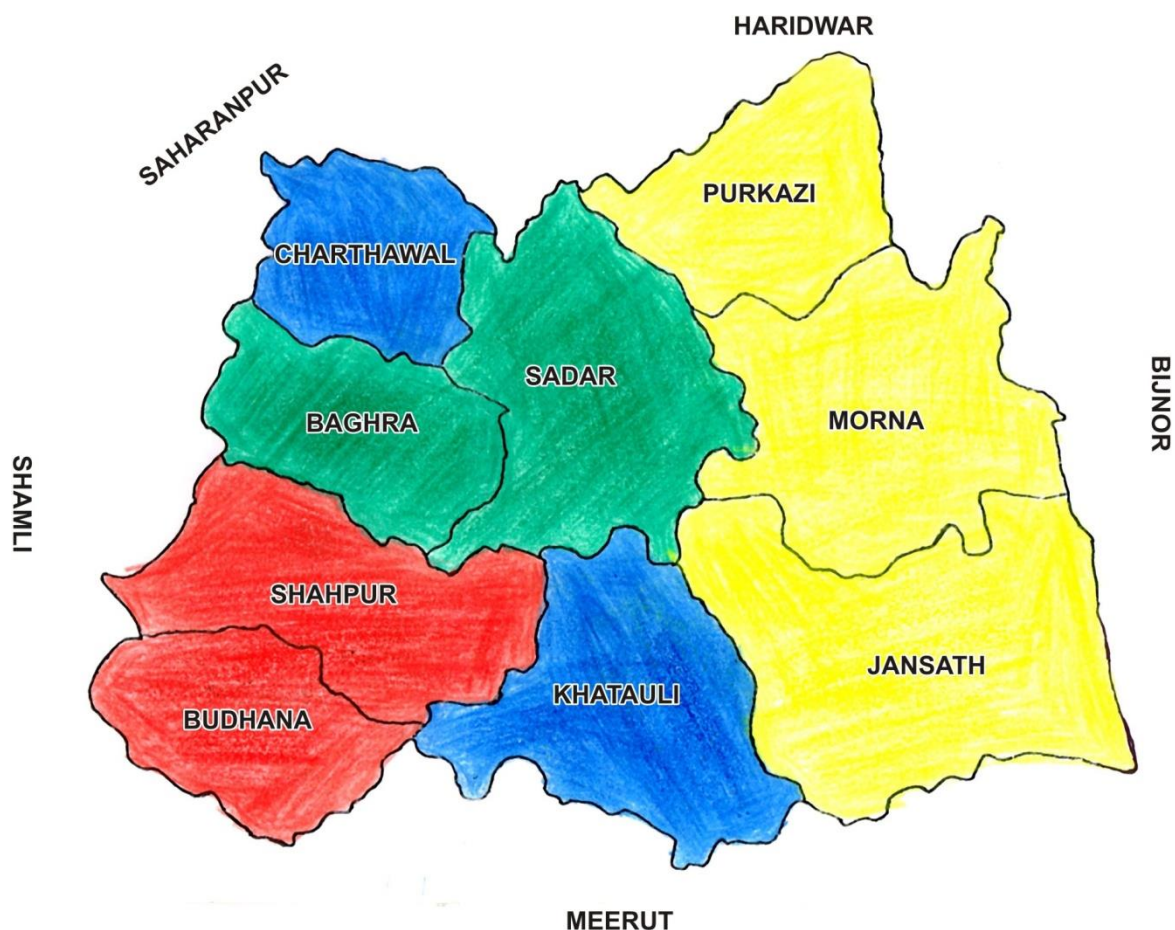 HARIDWAR
SAHARANPUR
PURKAZI
CHARTHAWAL
SADAR
BAGHRA
MORNA
BIJNOR
SHAMLI
SHAHPUR
JANSATH
KHATAULI
BUDHANA
MEERUT